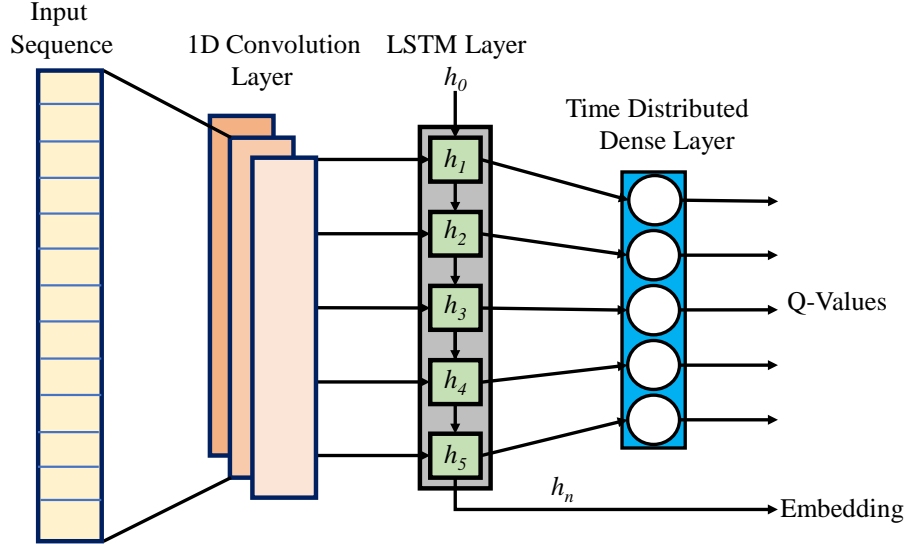 Input
Sequence
1D Convolution
Layer
LSTM Layer
h0
Time Distributed
Dense Layer
h1
h2
h3
h4
h5
Q-Values
hn
Embedding